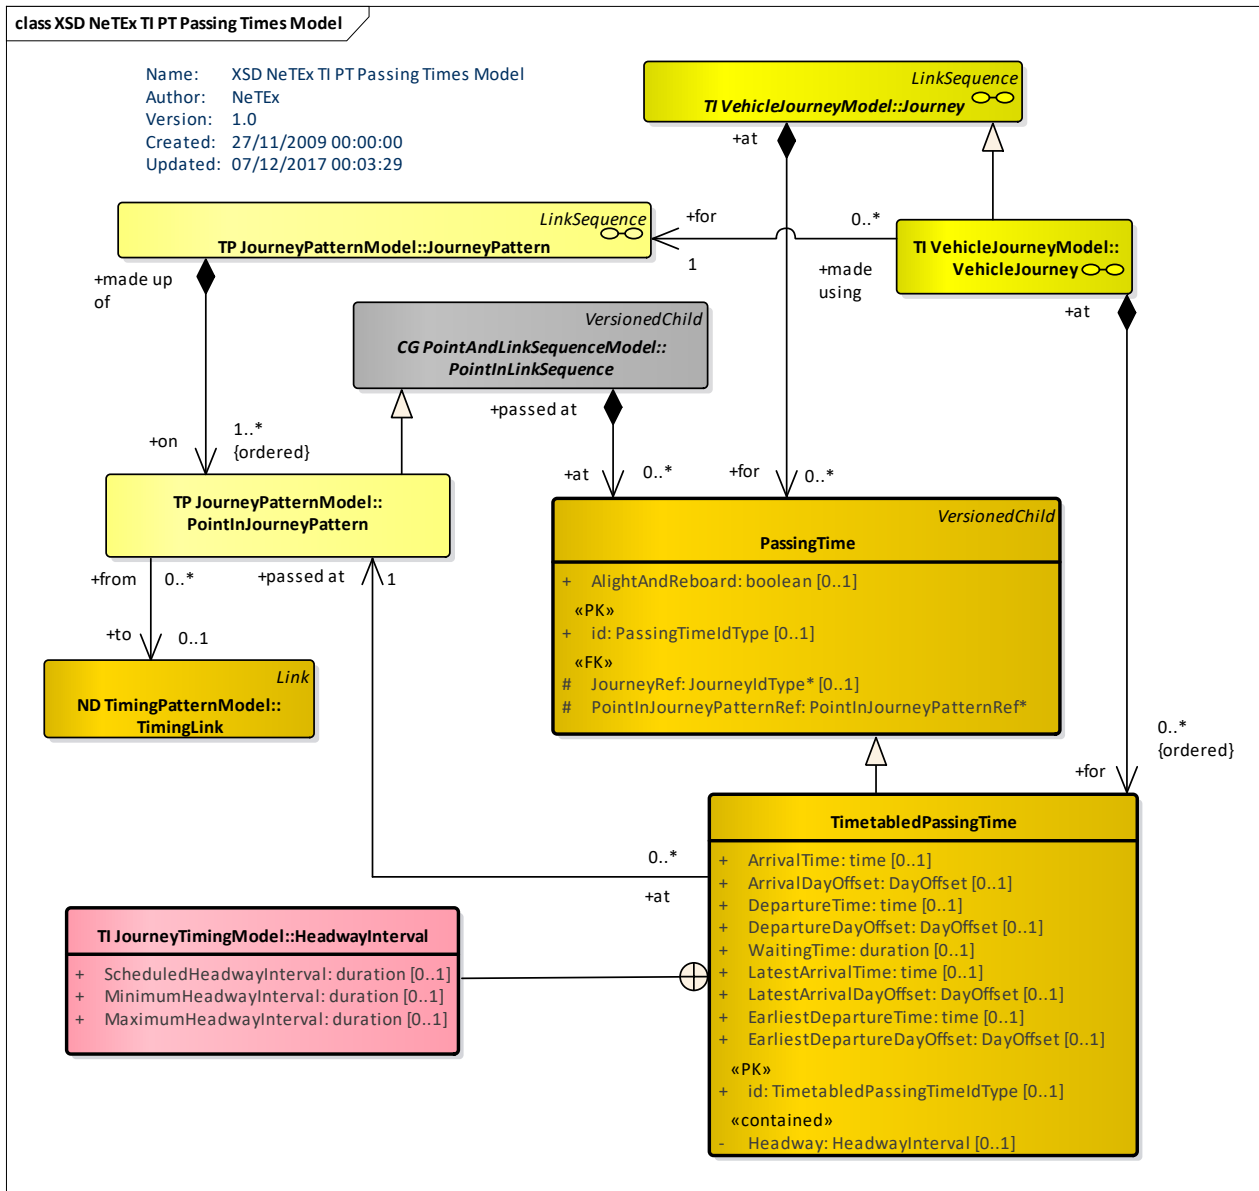 class XSD NeTEx TI PT Passing Times Model
Name: XSD NeTEx TI PT Passing Times Model
Author: NeTEx
Version: 1.0
Created: 27/11/2009 00:00:00
Updated: 07/12/2017 00:03:29
LinkSequence
TI VehicleJourneyModel::Journey
+at
LinkSequence
TP JourneyPatternModel::JourneyPattern
+for
1
0..*
+made
using
TI VehicleJourneyModel::
VehicleJourney
+at
+made up
of
VersionedChild
CG PointAndLinkSequenceModel::
PointInLinkSequence
+passed at
+on
1..*
{ordered}
+at
0..*
+for
0..*
TP JourneyPatternModel::
PointInJourneyPattern
+from
0..*
+passed at
1
+to
0..1
Link
ND TimingPatternModel::
TimingLink
VersionedChild
PassingTime
+ AlightAndReboard: boolean [0..1]
«PK»
+ id: PassingTimeIdType [0..1]
«FK»
# JourneyRef: JourneyIdType* [0..1]
# PointInJourneyPatternRef: PointInJourneyPatternRef*
0..*
{ordered}
+for
0..*
+at
TimetabledPassingTime
+ ArrivalTime: time [0..1]
+ ArrivalDayOffset: DayOffset [0..1]
+ DepartureTime: time [0..1]
+ DepartureDayOffset: DayOffset [0..1]
+ WaitingTime: duration [0..1]
+ LatestArrivalTime: time [0..1]
+ LatestArrivalDayOffset: DayOffset [0..1]
+ EarliestDepartureTime: time [0..1]
+ EarliestDepartureDayOffset: DayOffset [0..1]
«PK»
+ id: TimetabledPassingTimeIdType [0..1]
«contained»
- Headway: HeadwayInterval [0..1]
TI JourneyTimingModel::HeadwayInterval
+ ScheduledHeadwayInterval: duration [0..1]
+ MinimumHeadwayInterval: duration [0..1]
+ MaximumHeadwayInterval: duration [0..1]